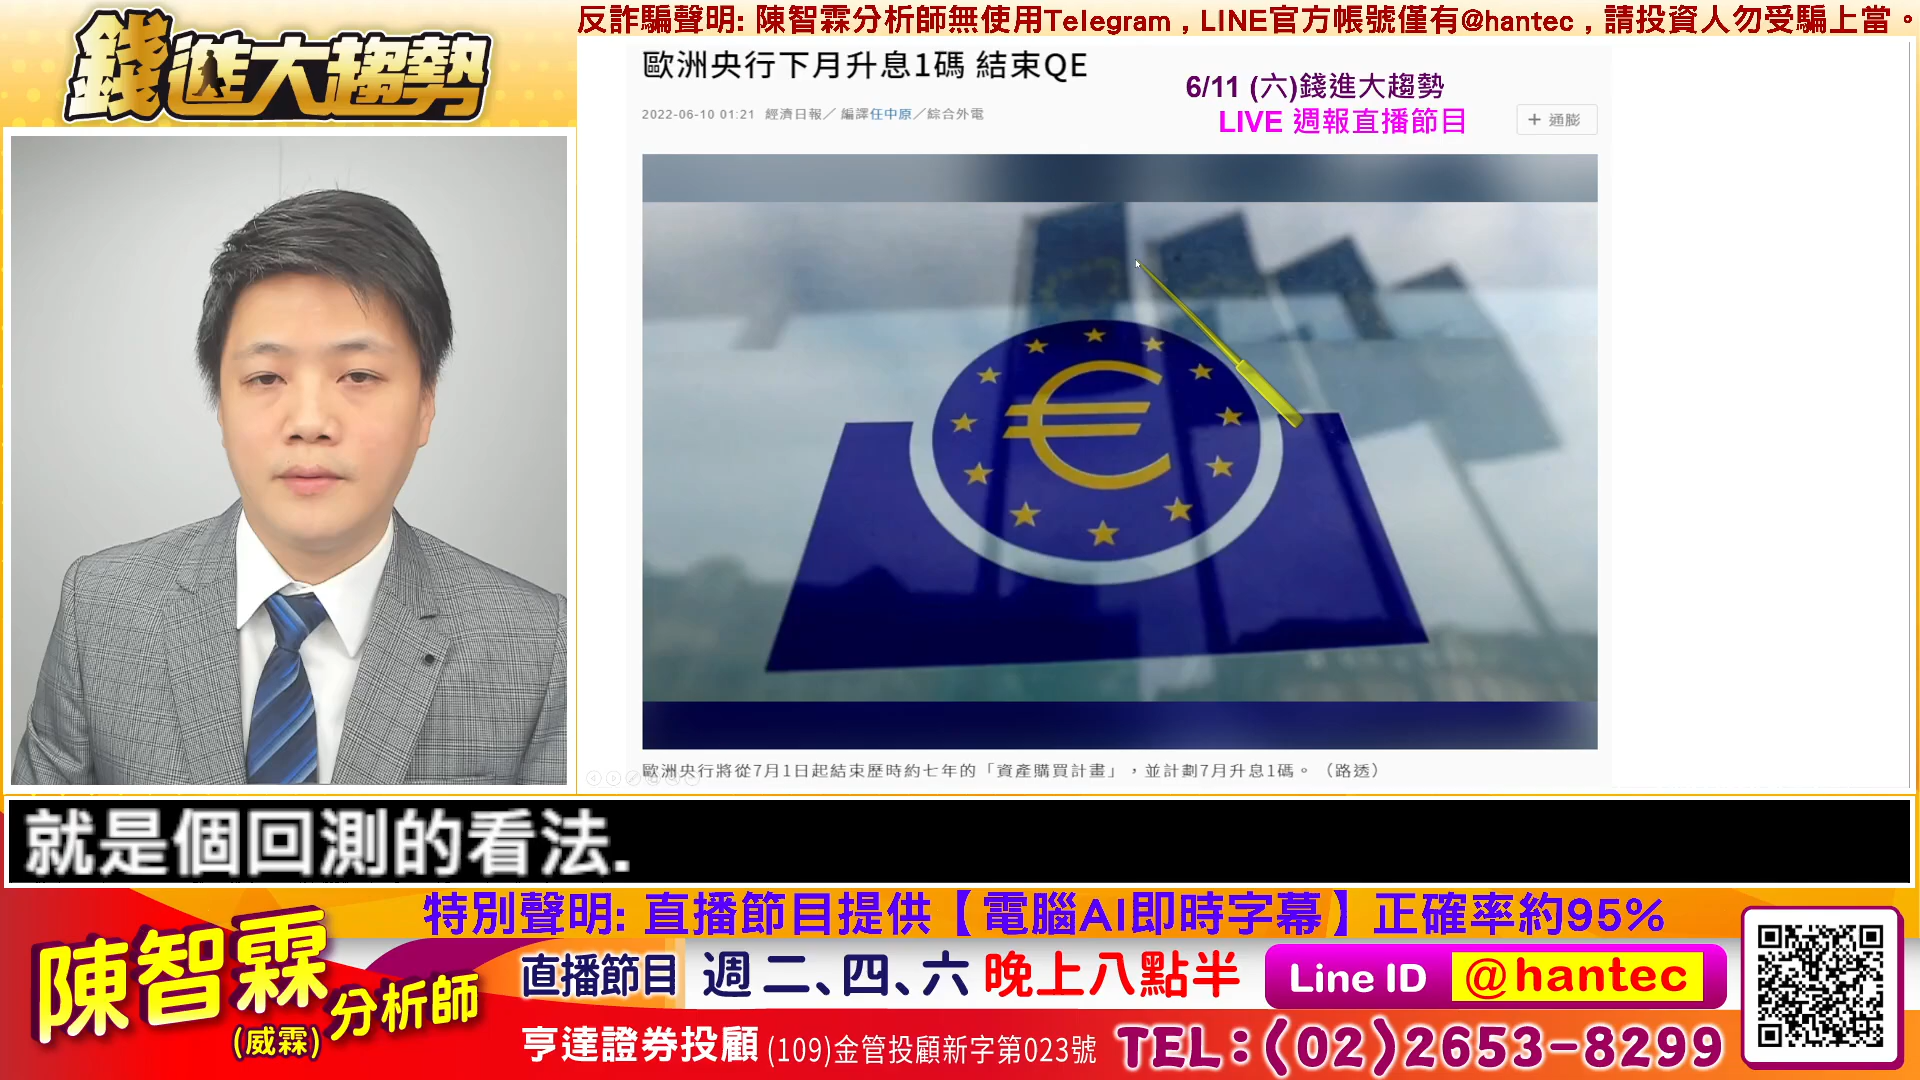 反詐騙聲明: 陳智霖分析師無使用Telegram , LINE官方帳號僅有@hantec , 請投資人勿受騙上當。
錢進大趨勢
歐洲央行下月升息1碼 結束QE
2022-06-10 01:21 經濟日報／ 編譯任中原／綜合外電
6/11 (六)錢進大趨勢
LIVE 週報直播節目
+ 通膨
歐洲央行將從7月1日起結束歷時約七年的「資產購買計畫」，並計劃7月升息1碼。 （路透）
就是個回測的看法.
特別聲明: 直播節目提供【電腦AI即時字幕】正確率約95%
陳智霖分析師
(威霖)
直播節目 週二、四、六 晚上八點半
Line ID @hantec
亨達證券投顧 (109)金管投顧新字第023號 TEL:(02)2653-8299